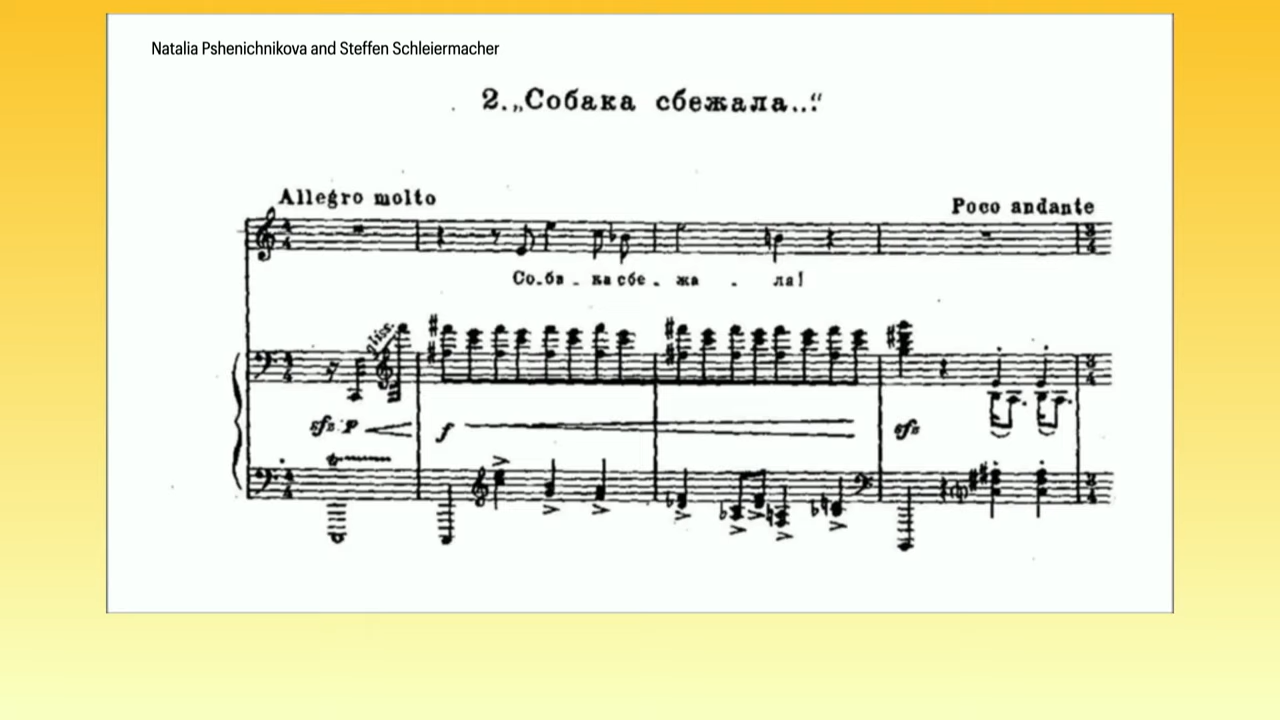 Natalia Pshenichnikova and Steffen Schleiermacher
2. „Собака сбежала..."
Allegro molto
Poco andante
Со-ба - ка сбе - жа - ла!
gliss.
sfz p
f
sfz